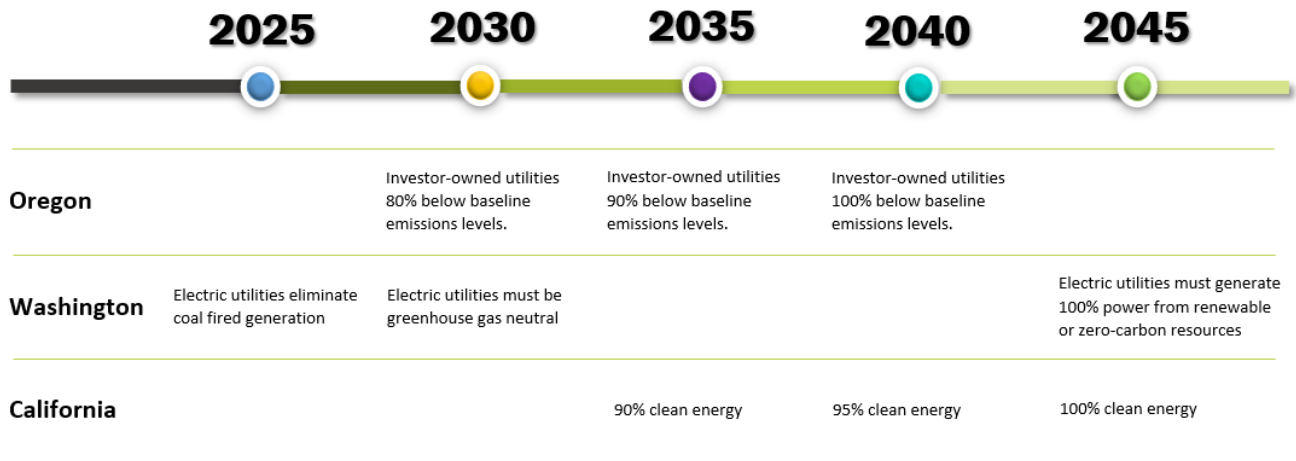 2025
2030
2035
2040
2045
Oregon
Investor-owned utilities
80% below baseline
emissions levels.
Investor-owned utilities
90% below baseline
emissions levels.
Investor-owned utilities
100% below baseline
emissions levels.
Washington
Electric utilities eliminate
coal fired generation
Electric utilities must be
greenhouse gas neutral
Electric utilities must generate
100% power from renewable
or zero-carbon resources
California
90% clean energy
95% clean energy
100% clean energy